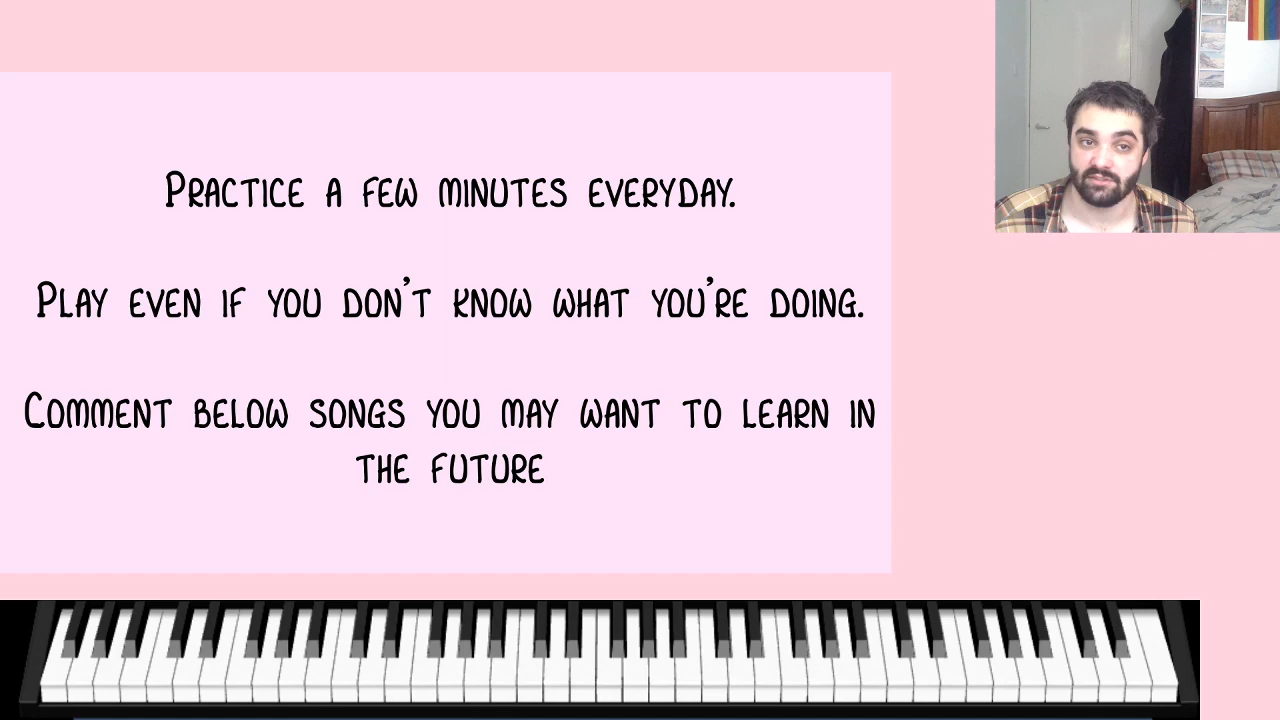 Practice a few minutes everyday.
Play even if you don't know what you're doing.
Comment below songs you may want to learn in
the future